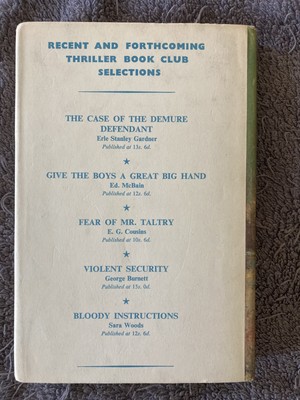 RECENT AND FORTHCOMING
THRILLER BOOK CLUB
SELECTIONS
THE CASE OF THE DEMURE
DEFENDANT
Erle Stanley Gardner
Published at 13s. 6d.
GIVE THE BOYS A GREAT BIG HAND
Ed. McBain
Published at 12s. 6d.
FEAR OF MR. TALTRY
E. G. Cousins
Published at 10s. 6d.
VIOLENT SECURITY
George Burnett
Published at 15s. 0d.
BLOODY INSTRUCTIONS
Sara Woods
Published at 12s. 6d.